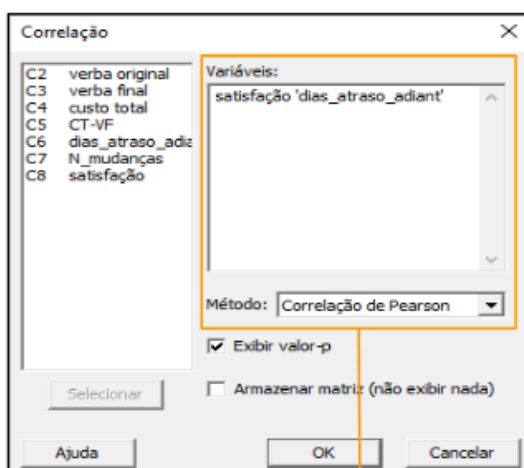 Correlação
C2 verba original
C3 verba final
C4 custo total
C5 CT-VF
C6 dias_atraso_adia
C7 N_mudanças
C8 satisfação
Variáveis:
satisfação 'dias_atraso_adiant'
Método: Correlação de Pearson
Exibir valor-p
Armazenar matriz (não exibir nada)
Selecionar
Ajuda
OK
Cancelar